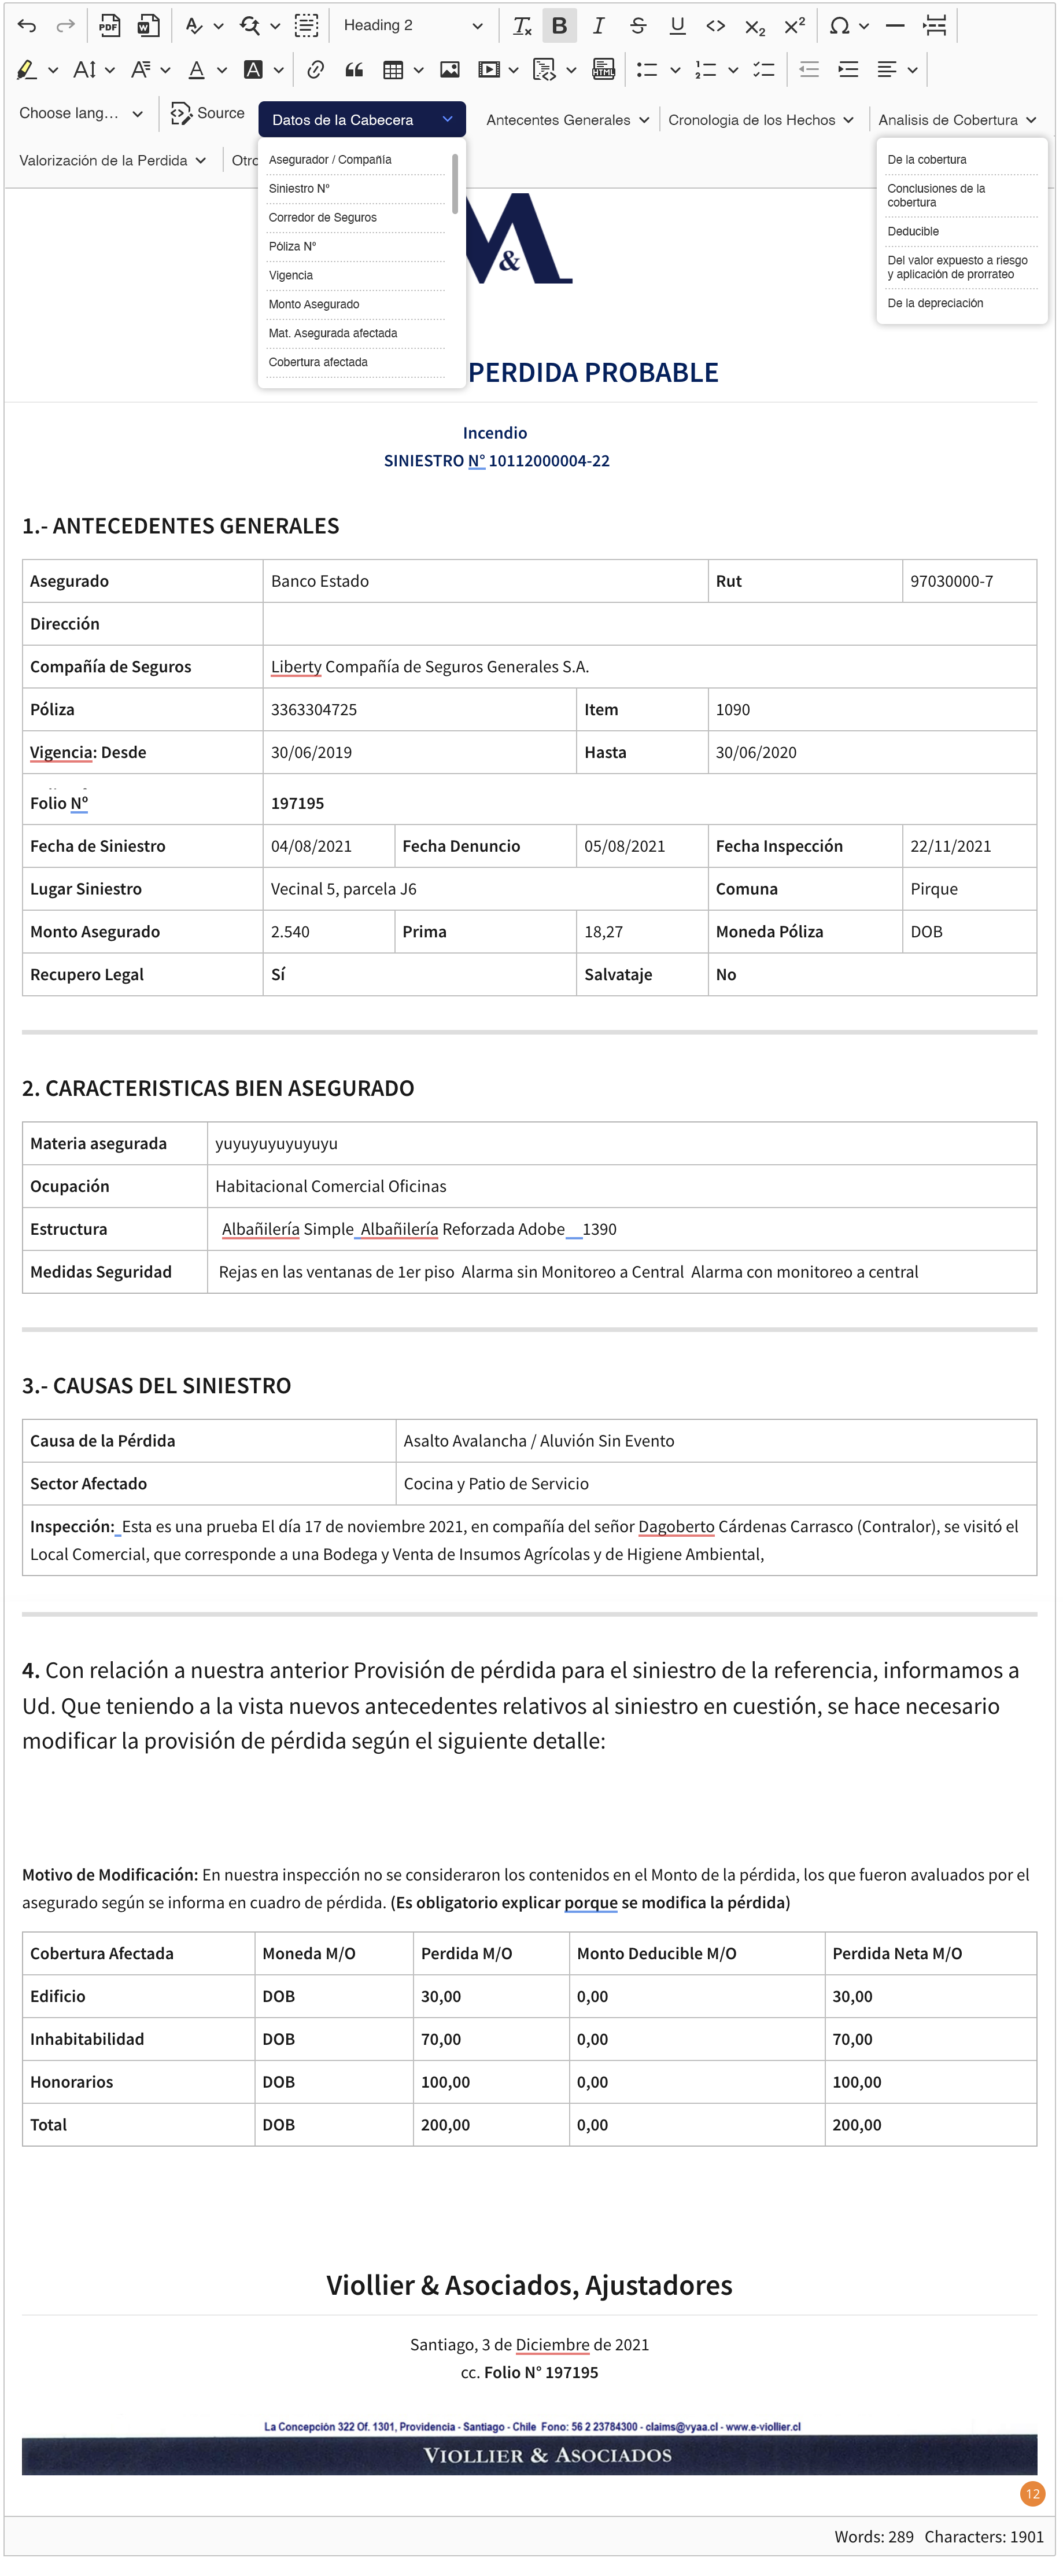 Heading 2
Choose lang...
Source
Datos de la Cabecera
Antecentes Generales
Cronologia de los Hechos
Analisis de Cobertura
Valorización de la Perdida
Otro
Asegurador / Compañia
Siniestro Nº
Corredor de Seguros
Póliza Nº
Vigencia
Monto Asegurado
Mat. Asegurada afectada
Cobertura afectada
De la cobertura
Conclusiones de la
cobertura
Deducible
Del valor expuesto a riesgo
y aplicación de prorrateo
De la depreciación
&
PERDIDA PROBABLE
Incendio
SINIESTRO N° 10112000004-22
1.- ANTECEDENTES GENERALES
Asegurado Banco Estado Rut 97030000-7
Dirección
Compañía de Seguros Liberty Compañía de Seguros Generales S.A.
Póliza 3363304725 Item 1090
Vigencia: Desde 30/06/2019 Hasta 30/06/2020
Folio Nº 197195
Fecha de Siniestro 04/08/2021 Fecha Denuncio 05/08/2021 Fecha Inspección 22/11/2021
Lugar Siniestro Vecinal 5, parcela J6 Comuna Pirque
Monto Asegurado 2.540 Prima 18,27 Moneda Póliza DOB
Recupero Legal Sí Salvataje No
2. CARACTERISTICAS BIEN ASEGURADO
Materia asegurada yuyuyuyuyuyuyu
Ocupación Habitacional Comercial Oficinas
Estructura Albañilería Simple Albañilería Reforzada Adobe 1390
Medidas Seguridad Rejas en las ventanas de 1er piso Alarma sin Monitoreo a Central Alarma con monitoreo a central
3.- CAUSAS DEL SINIESTRO
Causa de la Pérdida Asalto Avalancha / Aluvión Sin Evento
Sector Afectado Cocina y Patio de Servicio
Inspección: Esta es una prueba El día 17 de noviembre 2021, en compañía del señor Dagoberto Cárdenas Carrasco (Contralor), se visitó el
Local Comercial, que corresponde a una Bodega y Venta de Insumos Agrícolas y de Higiene Ambiental,
4. Con relación a nuestra anterior Provisión de pérdida para el siniestro de la referencia, informamos a
Ud. Que teniendo a la vista nuevos antecedentes relativos al siniestro en cuestión, se hace necesario
modificar la provisión de pérdida según el siguiente detalle:
Motivo de Modificación: En nuestra inspección no se consideraron los contenidos en el Monto de la pérdida, los que fueron avaluados por el
asegurado según se informa en cuadro de pérdida. (Es obligatorio explicar porque se modifica la pérdida)
Cobertura Afectada Moneda M/O Perdida M/O Monto Deducible M/O Perdida Neta M/O
Edificio DOB 30,00 0,00 30,00
Inhabitabilidad DOB 70,00 0,00 70,00
Honorarios DOB 100,00 0,00 100,00
Total DOB 200,00 0,00 200,00
Viollier & Asociados, Ajustadores
Santiago, 3 de Diciembre de 2021
cc. Folio N° 197195
La Concepción 322 Of. 1301, Providencia - Santiago - Chile Fono: 56 2 23784300 - claims@vyaa.cl - www.e-viollier.cl
VIOLLIER & ASOCIADOS
12
Words: 289 Characters: 1901